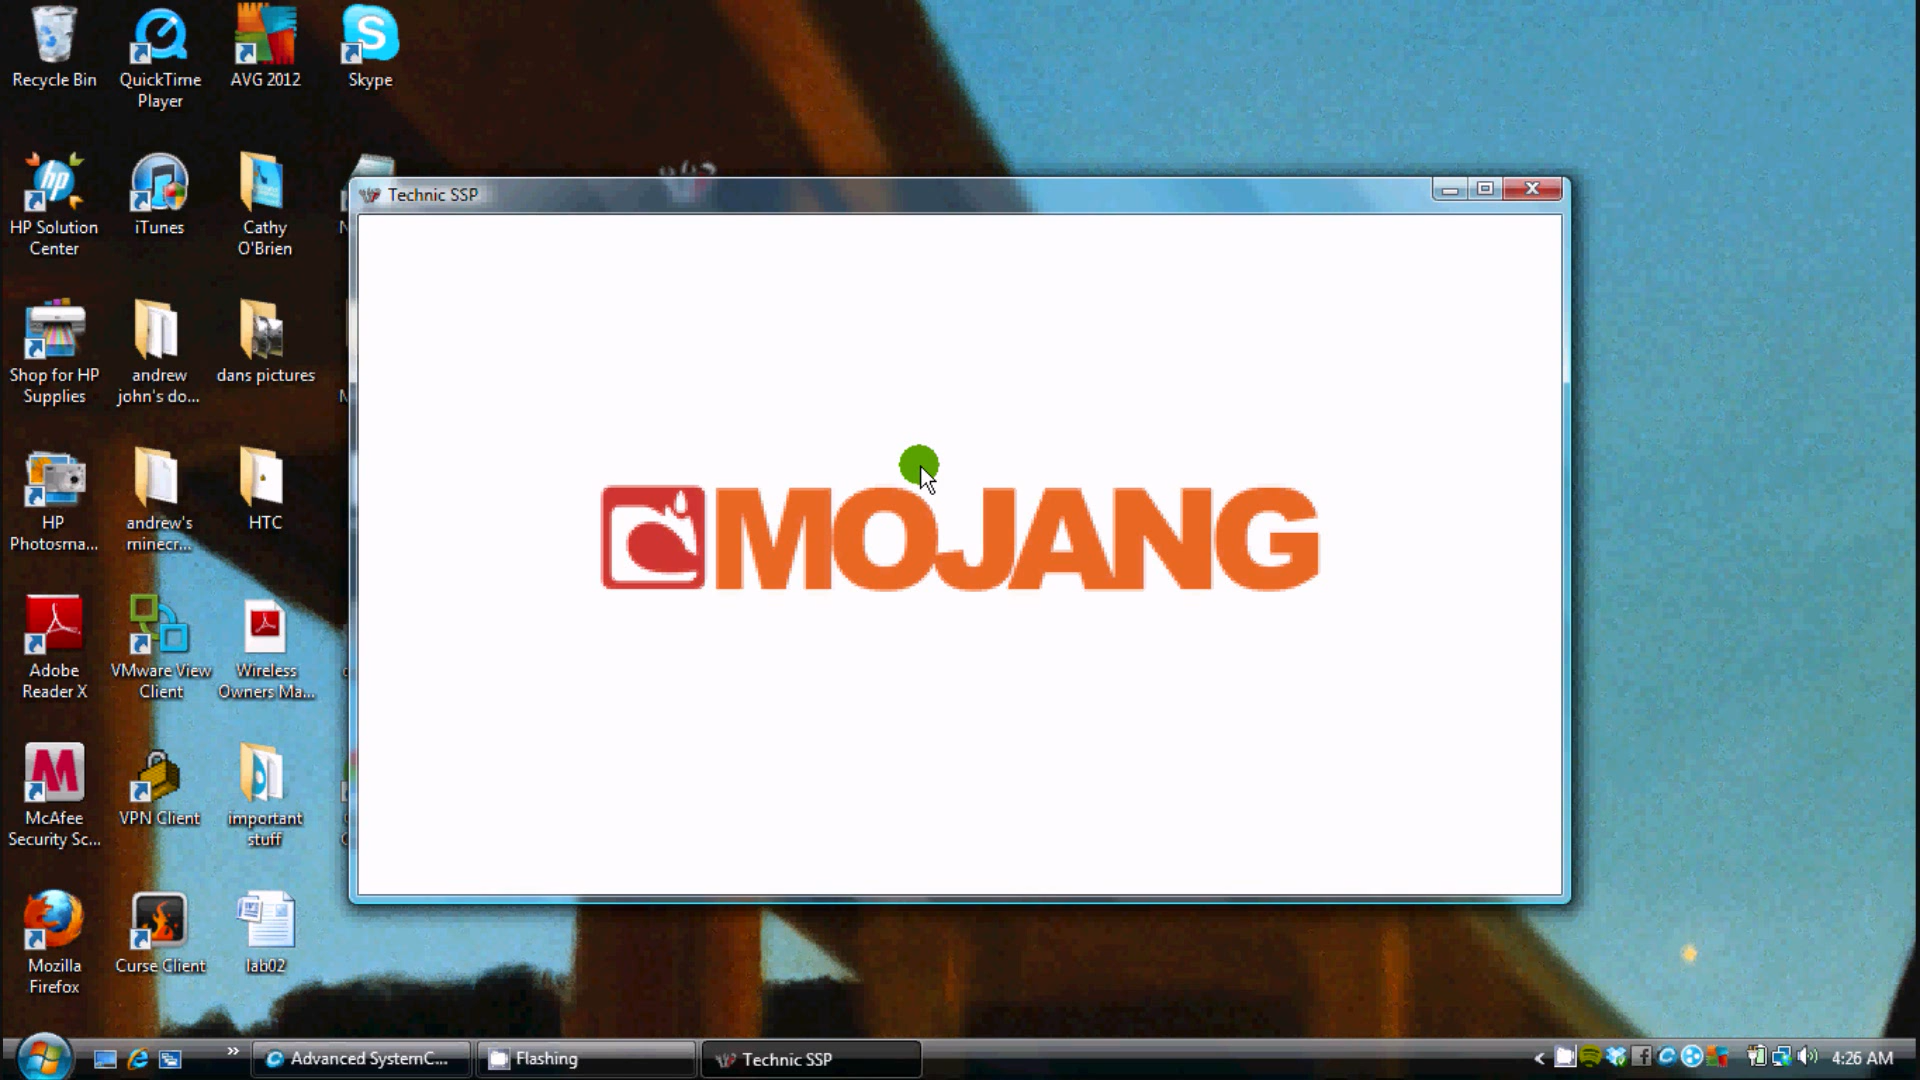 Recycle Bin
QuickTime
Player
AVG 2012
Skype
HP Solution
Center
iTunes
Cathy
O'Brien
Technic SSP
Shop for HP
Supplies
andrew
john's do...
dans pictures
MOJANG
HP
Photosma...
andrew's
minecr...
HTC
Adobe
Reader X
VMware View
Client
Wireless
Owners Ma...
McAfee
Security Sc...
VPN Client
important
stuff
Mozilla
Firefox
Curse Client
lab02
Advanced SystemC...
Flashing
Technic SSP
4:26 AM